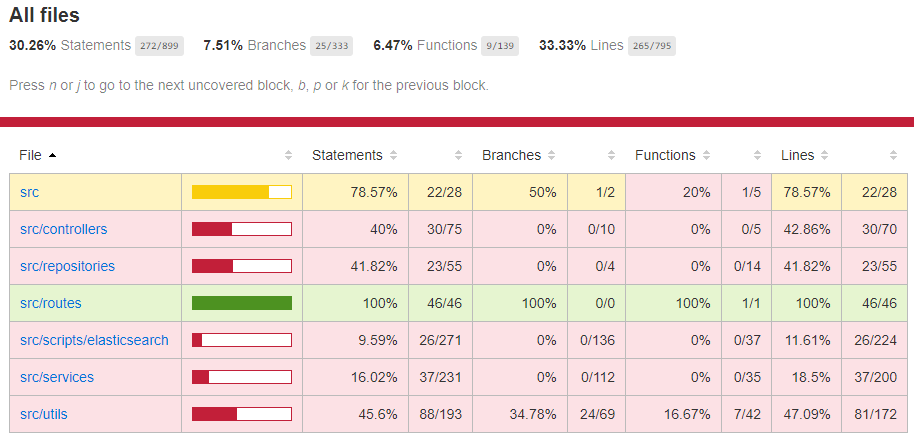 All files
30.26% Statements 272/899 7.51% Branches 25/333 6.47% Functions 9/139 33.33% Lines 265/795
Press n or j to go to the next uncovered block, b, p or k for the previous block.
File Statements Branches Functions Lines
src 78.57% 22/28 50% 1/2 20% 1/5 78.57% 22/28
src/controllers 40% 30/75 0% 0/10 0% 0/5 42.86% 30/70
src/repositories 41.82% 23/55 0% 0/4 0% 0/14 41.82% 23/55
src/routes 100% 46/46 100% 0/0 100% 1/1 100% 46/46
src/scripts/elasticsearch 9.59% 26/271 0% 0/136 0% 0/37 11.61% 26/224
src/services 16.02% 37/231 0% 0/112 0% 0/35 18.5% 37/200
src/utils 45.6% 88/193 34.78% 24/69 16.67% 7/42 47.09% 81/172